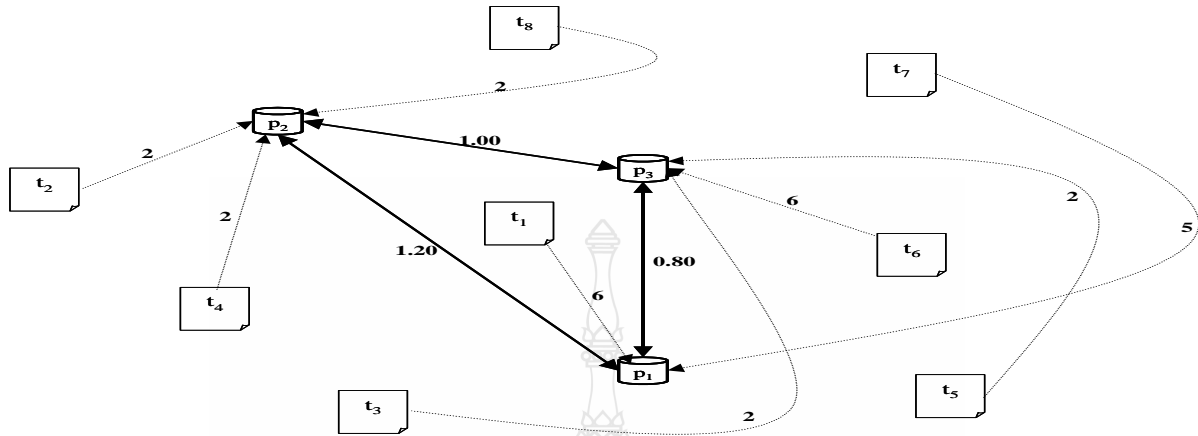 t₈
t₇
2
p₂
2
1.00
p₃
t₂
2
6
2
t₁
5
1.20
0.80
t₆
t₄
6
p₁
t₃
2
t₅